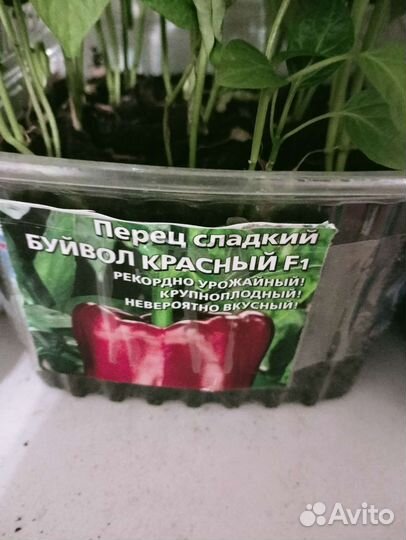 Перец сладкий
БУЙВОЛ КРАСНЫЙ F1
РЕКОРДНО УРОЖАЙНЫЙ!
КРУПНОПЛОДНЫЙ!
НЕВЕРОЯТНО ВКУСНЫЙ!
Avito